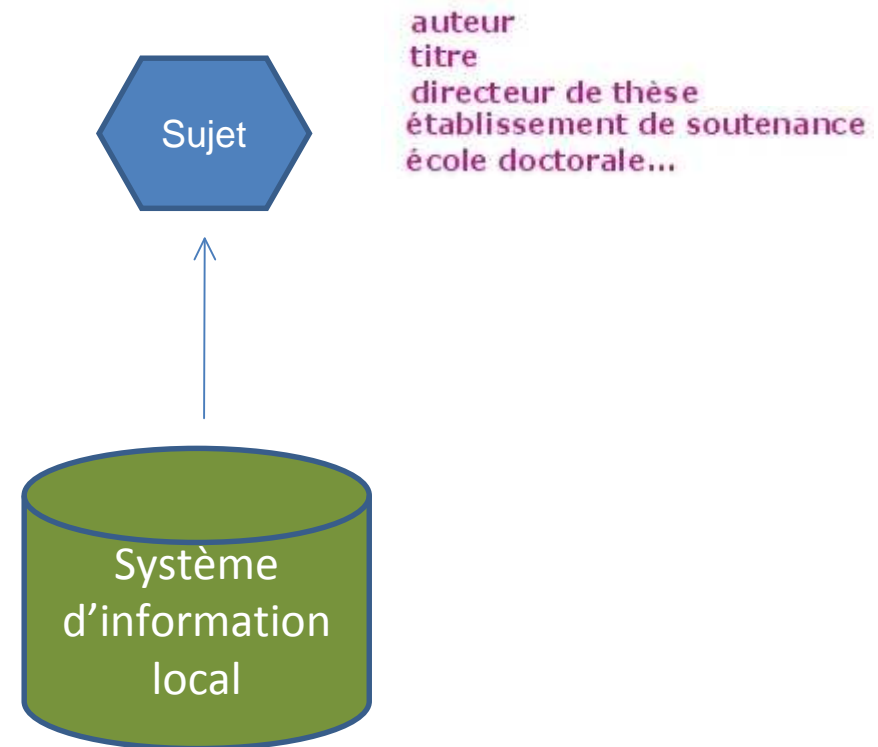 auteur
titre
directeur de thèse
établissement de soutenance
école doctorale...
Sujet
Système
d’information
local